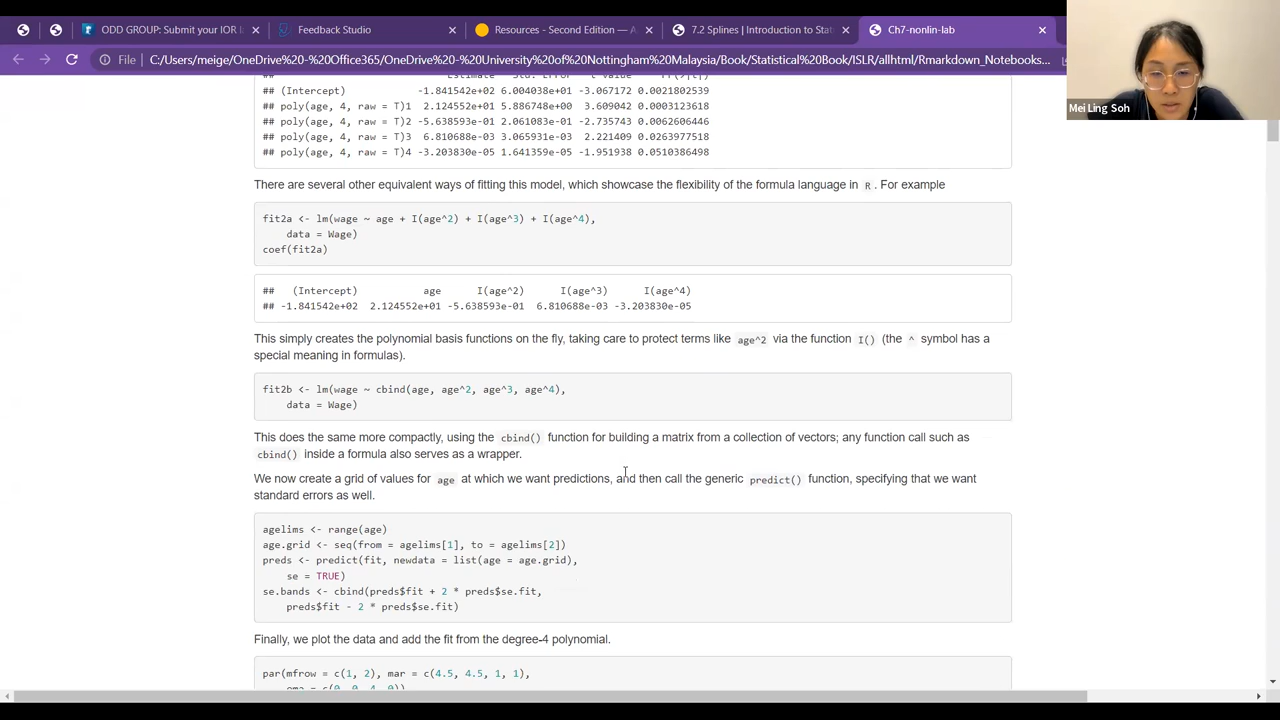 ODD GROUP: Submit your IOR
Feedback Studio
Resources - Second Edition — A
7.2 Splines | Introduction to Stat
Ch7-nonlin-lab
File
C:/Users/meige/OneDrive%20-%20Office365/OneDrive%20-%20University%20of%20Nottingham%20Malaysia/Book/Statistical%20Book/ISLR/allhtml/Rmarkdown_Notebooks...
Mei Ling Soh
## (Intercept) -1.841542e+02 6.004038e+01 -3.067172 0.0021802539
## poly(age, 4, raw = T)1 2.124552e+01 5.886748e+00 3.609042 0.0003123618
## poly(age, 4, raw = T)2 -5.638593e-01 2.061083e-01 -2.735743 0.0062606446
## poly(age, 4, raw = T)3 6.810688e-03 3.065931e-03 2.221409 0.0263977518
## poly(age, 4, raw = T)4 -3.203830e-05 1.641359e-05 -1.951938 0.0510386498
There are several other equivalent ways of fitting this model, which showcase the flexibility of the formula language in R . For example
fit2a <- lm(wage ~ age + I(age^2) + I(age^3) + I(age^4),
data = Wage)
coef(fit2a)
## (Intercept) age I(age^2) I(age^3) I(age^4)
## -1.841542e+02 2.124552e+01 -5.638593e-01 6.810688e-03 -3.203830e-05
This simply creates the polynomial basis functions on the fly, taking care to protect terms like age^2 via the function I() (the ^ symbol has a
special meaning in formulas).
fit2b <- lm(wage ~ cbind(age, age^2, age^3, age^4),
data = Wage)
This does the same more compactly, using the cbind() function for building a matrix from a collection of vectors; any function call such as
cbind() inside a formula also serves as a wrapper.
We now create a grid of values for age at which we want predictions, and then call the generic predict() function, specifying that we want
standard errors as well.
agelims <- range(age)
age.grid <- seq(from = agelims[1], to = agelims[2])
preds <- predict(fit, newdata = list(age = age.grid),
se = TRUE)
se.bands <- cbind(preds$fit + 2 * preds$se.fit,
preds$fit - 2 * preds$se.fit)
Finally, we plot the data and add the fit from the degree-4 polynomial.
par(mfrow = c(1, 2), mar = c(4.5, 4.5, 1, 1),
oma = c(0, 0, 4, 0))